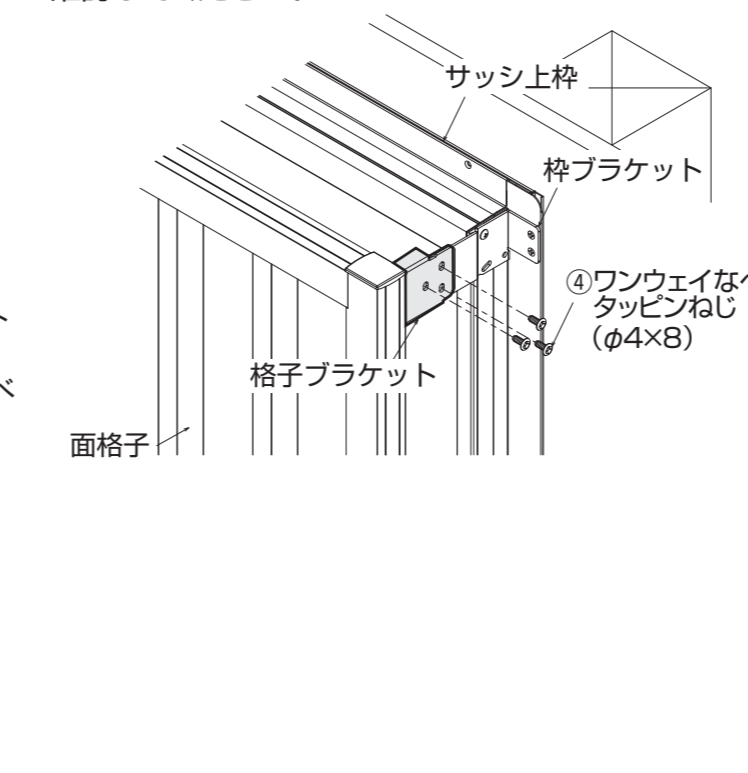 サッシ上枠
枠ブラケット
④ワンウェイなべ
タッピンねじ
(φ4×8)
格子ブラケット
べ
面格子